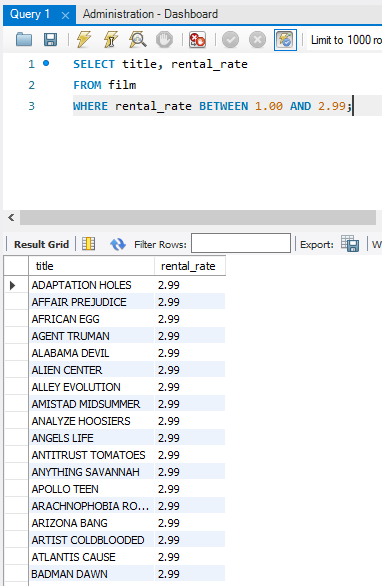 Query 1 × Administration - Dashboard
Limit to 1000 ro
1 SELECT title, rental_rate
2 FROM film
3 WHERE rental_rate BETWEEN 1.00 AND 2.99;
Result Grid Filter Rows: Export: W
title rental_rate
ADAPTATION HOLES 2.99
AFFAIR PREJUDICE 2.99
AFRICAN EGG 2.99
AGENT TRUMAN 2.99
ALABAMA DEVIL 2.99
ALIEN CENTER 2.99
ALLEY EVOLUTION 2.99
AMISTAD MIDSUMMER 2.99
ANALYZE HOOSIERS 2.99
ANGELS LIFE 2.99
ANTITRUST TOMATOES 2.99
ANYTHING SAVANNAH 2.99
APOLLO TEEN 2.99
ARACHNOPHOBIA RO... 2.99
ARIZONA BANG 2.99
ARTIST COLDBLOODED 2.99
ATLANTIS CAUSE 2.99
BADMAN DAWN 2.99